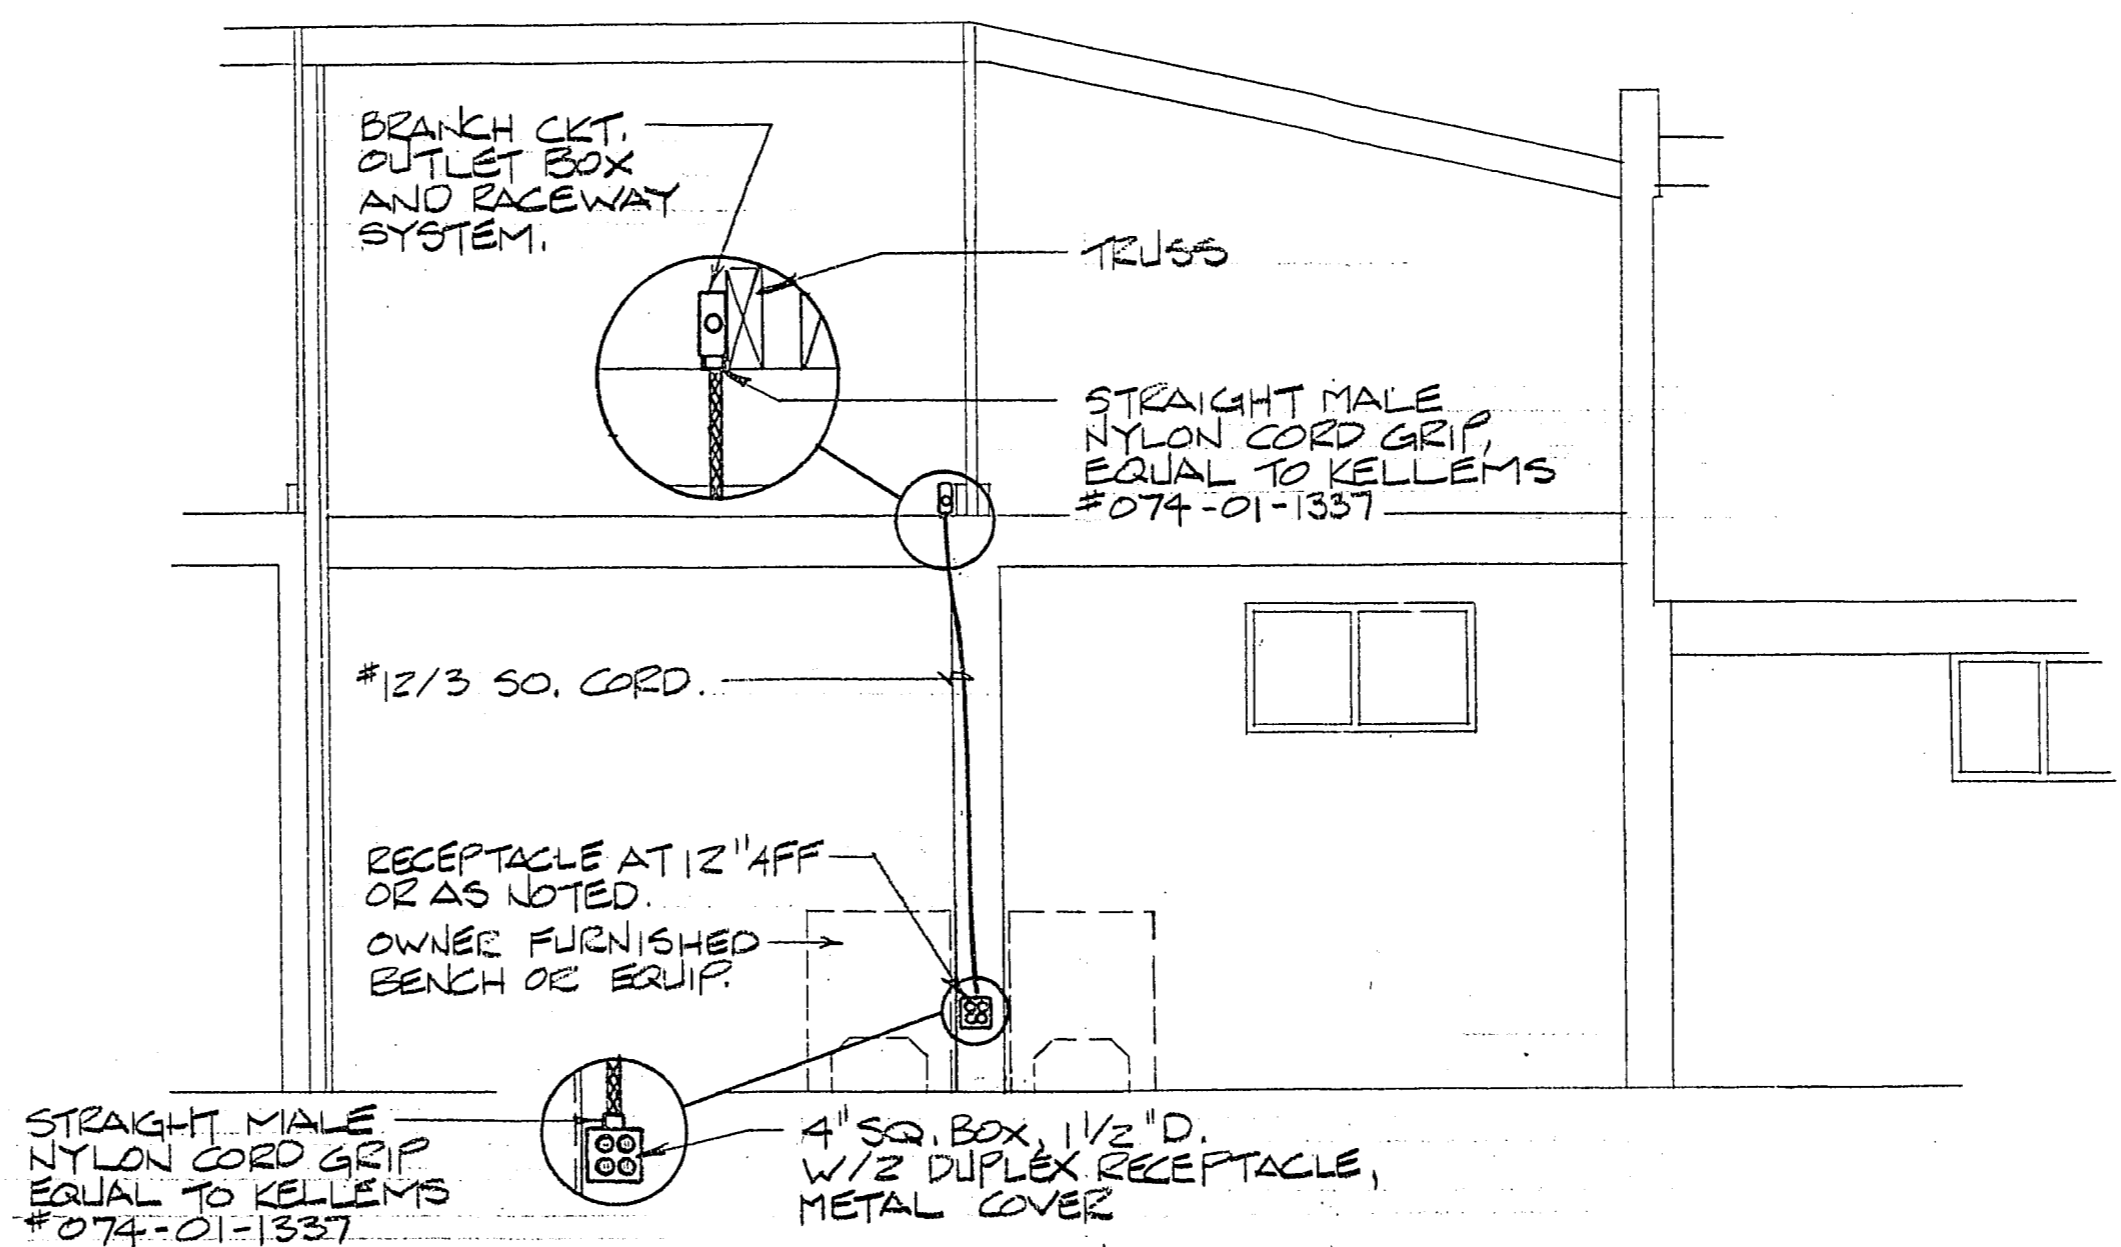 BRANCH CKT.
OUTLET BOX
AND RACEWAY
SYSTEM.
TRUSS
STRAIGHT MALE
NYLON CORD GRIP,
EQUAL TO KELLEMS
#074-01-1337
#12/3 SO. CORD.
RECEPTACLE AT 12" AFF
OR AS NOTED.
OWNER FURNISHED
BENCH OR EQUIP.
STRAIGHT MALE
NYLON CORD GRIP
EQUAL TO KELLEMS
#074-01-1337
4" SQ. BOX, 1 1/2" D.
W/2 DUPLEX RECEPTACLE,
METAL COVER